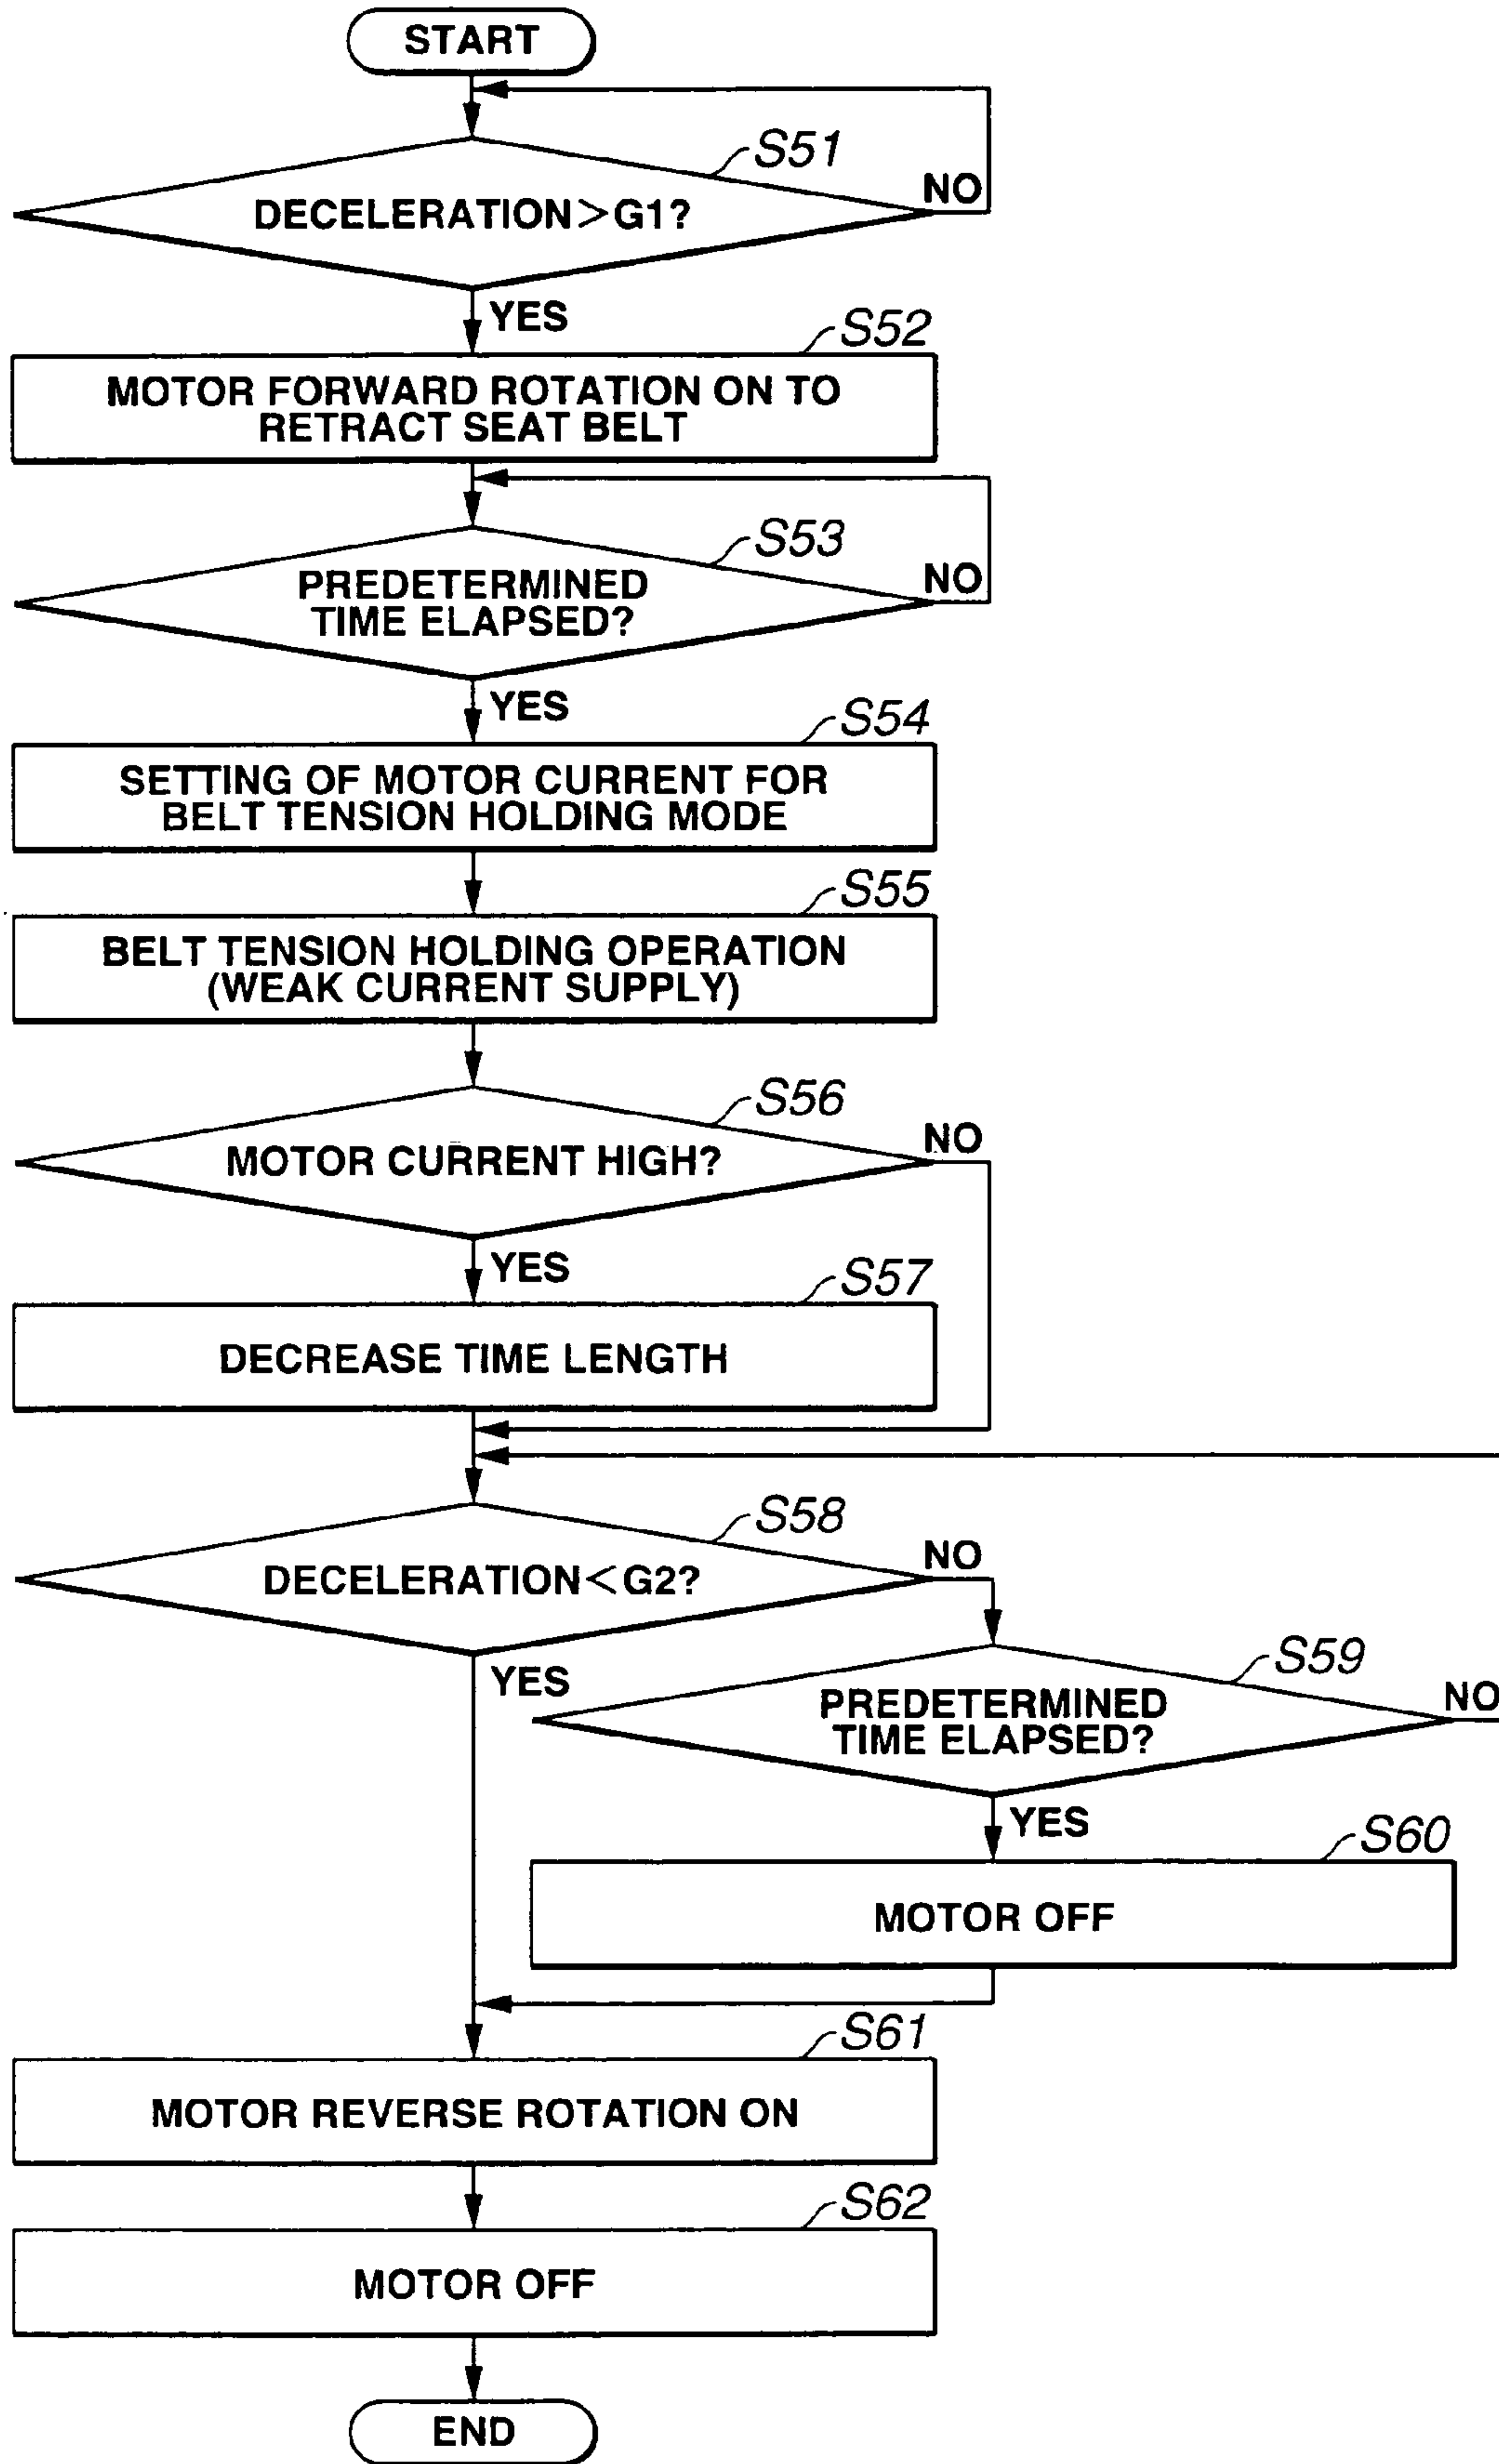 START
S51
DECELERATION>G1?
NO
YES
S52
MOTOR FORWARD ROTATION ON TO
RETRACT SEAT BELT
S53
PREDETERMINED
TIME ELAPSED?
NO
YES
S54
SETTING OF MOTOR CURRENT FOR
BELT TENSION HOLDING MODE
S55
BELT TENSION HOLDING OPERATION
(WEAK CURRENT SUPPLY)
S56
MOTOR CURRENT HIGH?
NO
YES
S57
DECREASE TIME LENGTH
S58
DECELERATION<G2?
NO
YES
S59
PREDETERMINED
TIME ELAPSED?
NO
YES
S60
MOTOR OFF
S61
MOTOR REVERSE ROTATION ON
S62
MOTOR OFF
END